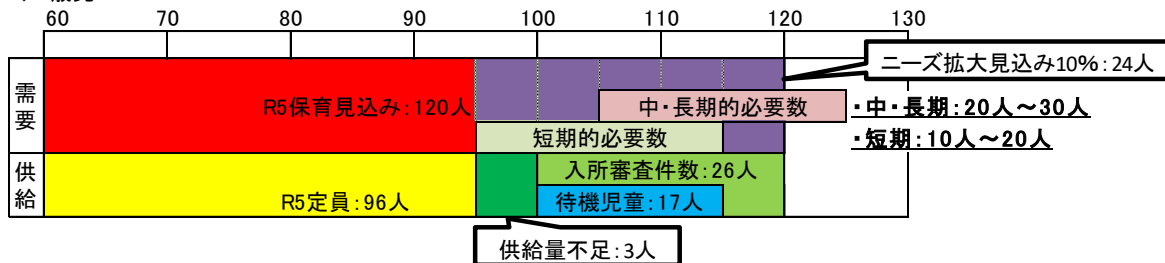 60 70 80 90 100 110 120 130
ニーズ拡大見込み10%:24人
需要
R5保育見込み:120人
中・長期的必要数
・中・長期:20人~30人
短期的必要数
・短期:10人~20人
供給
入所審査件数:26人
R5定員:96人
待機児童:17人
供給量不足:3人